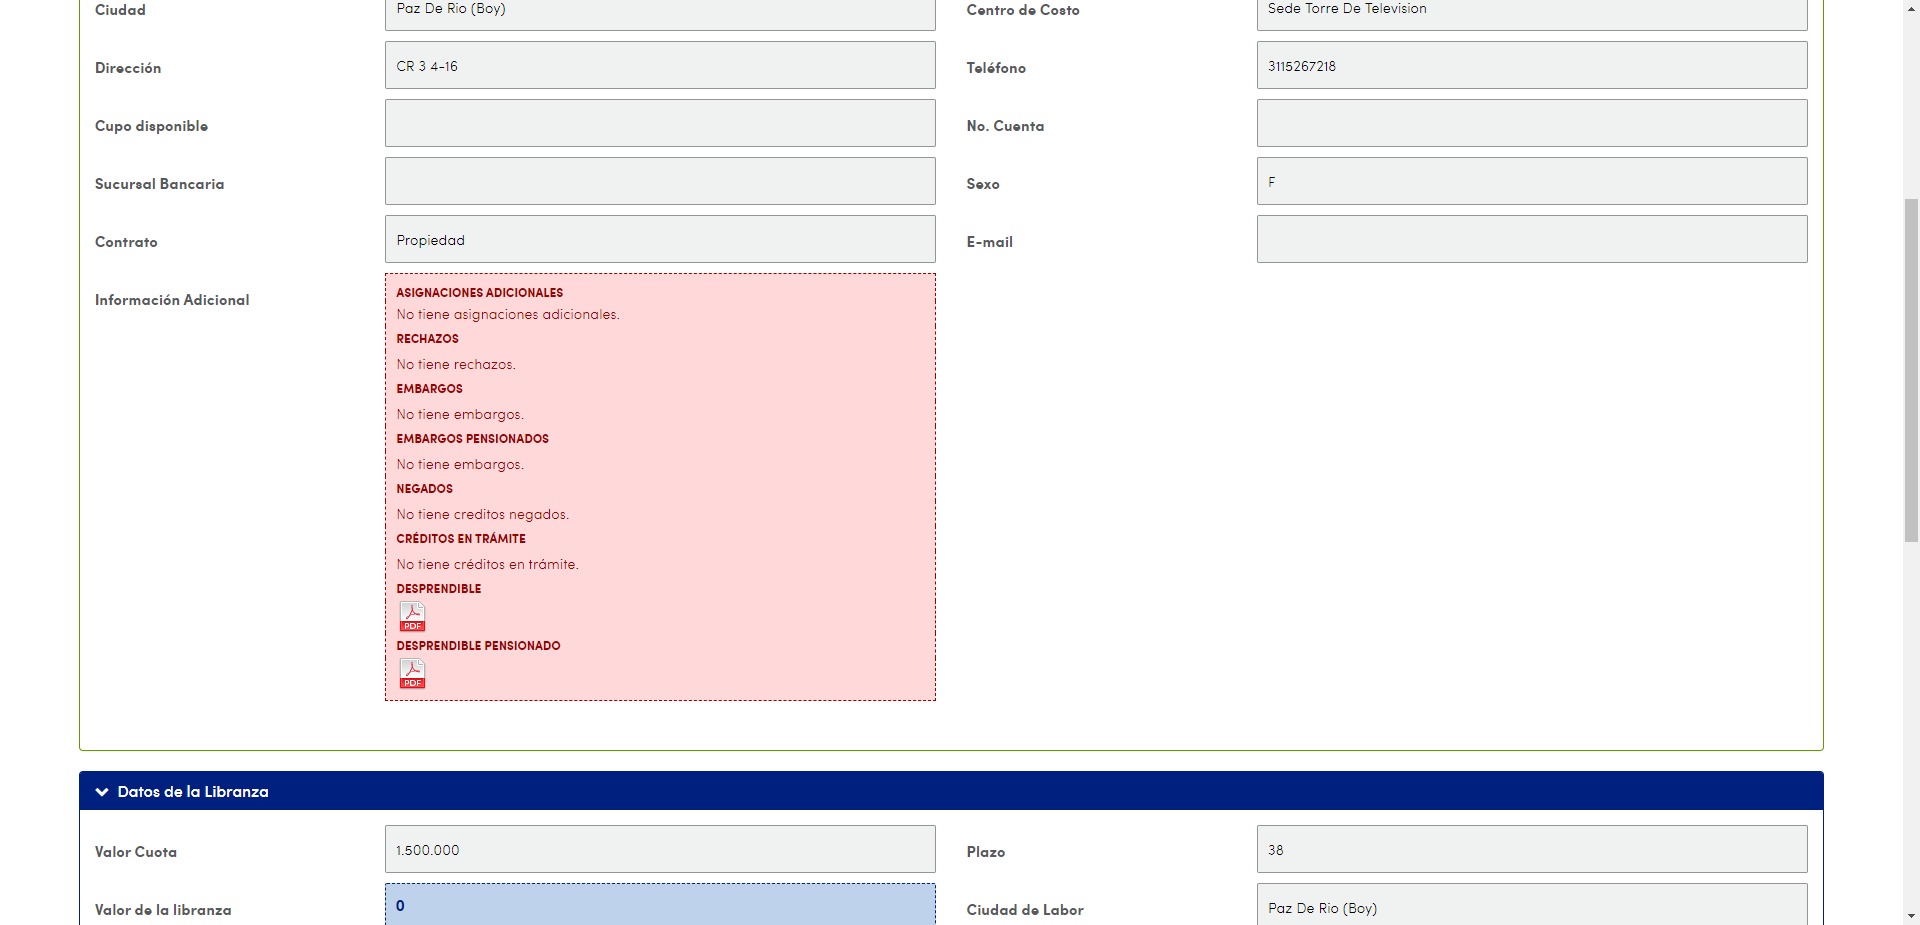 Ciudad
Paz De Rio (Boy)
Centro de Costo
Sede Torre De Television
Dirección
CR 3 4-16
Teléfono
3115267218
Cupo disponible
No. Cuenta
Sucursal Bancaria
Sexo
F
Contrato
Propiedad
E-mail
Información Adicional
ASIGNACIONES ADICIONALES
No tiene asignaciones adicionales.
RECHAZOS
No tiene rechazos.
EMBARGOS
No tiene embargos.
EMBARGOS PENSIONADOS
No tiene embargos.
NEGADOS
No tiene creditos negados.
CRÉDITOS EN TRÁMITE
No tiene créditos en trámite.
DESPRENDIBLE
PDF
DESPRENDIBLE PENSIONADO
PDF
Datos de la Libranza
Valor Cuota
1.500.000
Plazo
38
Valor de la libranza
0
Ciudad de Labor
Paz De Rio (Boy)